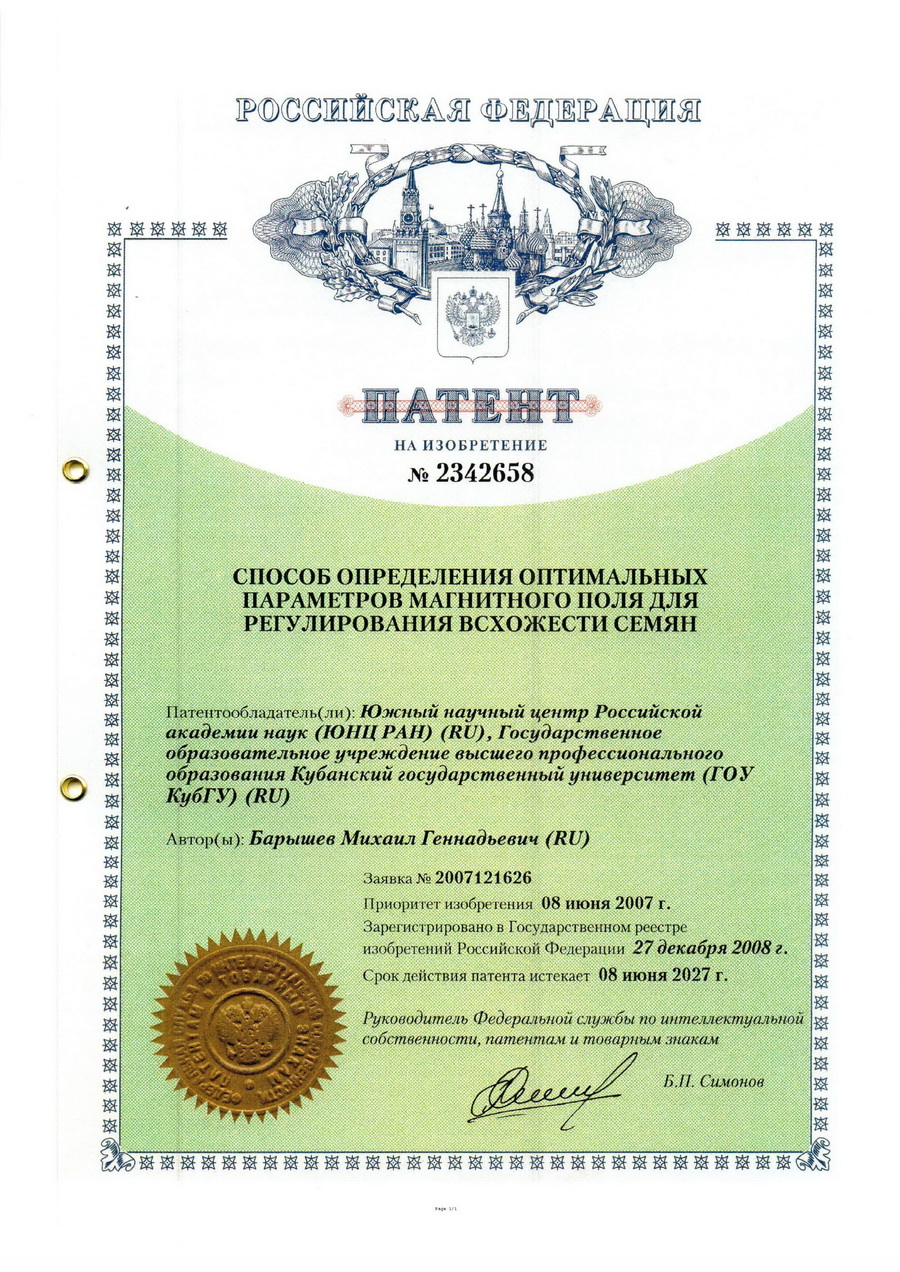 РОССИЙСКАЯ ФЕДЕРАЦИЯ
ПАТЕНТ
НА ИЗОБРЕТЕНИЕ
№ 2342658
СПОСОБ ОПРЕДЕЛЕНИЯ ОПТИМАЛЬНЫХ
ПАРАМЕТРОВ МАГНИТНОГО ПОЛЯ ДЛЯ
РЕГУЛИРОВАНИЯ ВСХОЖЕСТИ СЕМЯН
Патентообладатель(ли): Южный научный центр Российской
академии наук (ЮНЦ РАН) (RU), Государственное
образовательное учреждение высшего профессионального
образования Кубанский государственный университет (ГОУ
КубГУ) (RU)
Автор(ы): Барышев Михаил Геннадьевич (RU)
Заявка № 2007121626
Приоритет изобретения 08 июня 2007 г.
Зарегистрировано в Государственном реестре
изобретений Российской Федерации 27 декабря 2008 г.
Срок действия патента истекает 08 июня 2027 г.
Руководитель Федеральной службы по интеллектуальной
собственности, патентам и товарным знакам
Б.П. Симонов
Page 1/1